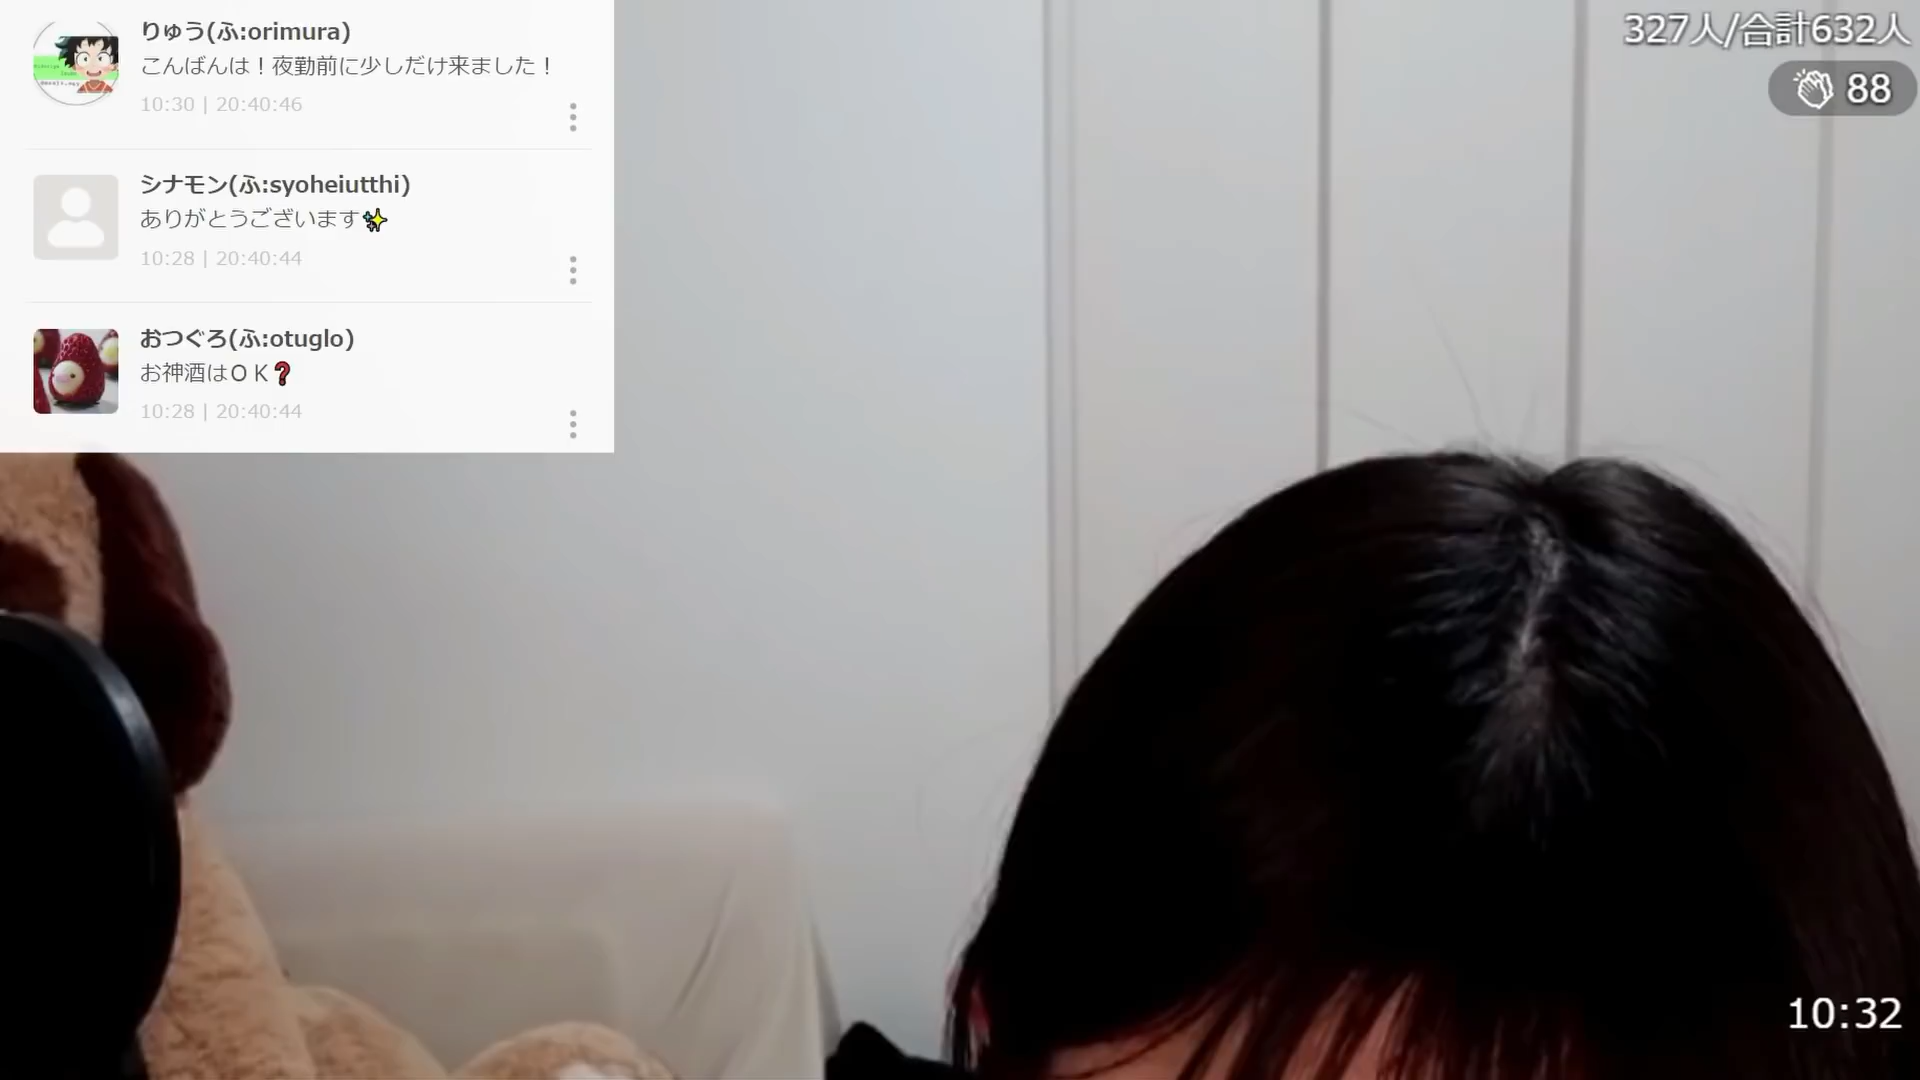 りゅう(ふ:orimura)
こんばんは！夜勤前に少しだけ来ました！
10:30 | 20:40:46
シナモン(ふ:syoheiutthi)
ありがとうございます✨
10:28 | 20:40:44
おつぐろ(ふ:otuglo)
お神酒はＯＫ❓
10:28 | 20:40:44
327人/合計632人
88
10:32